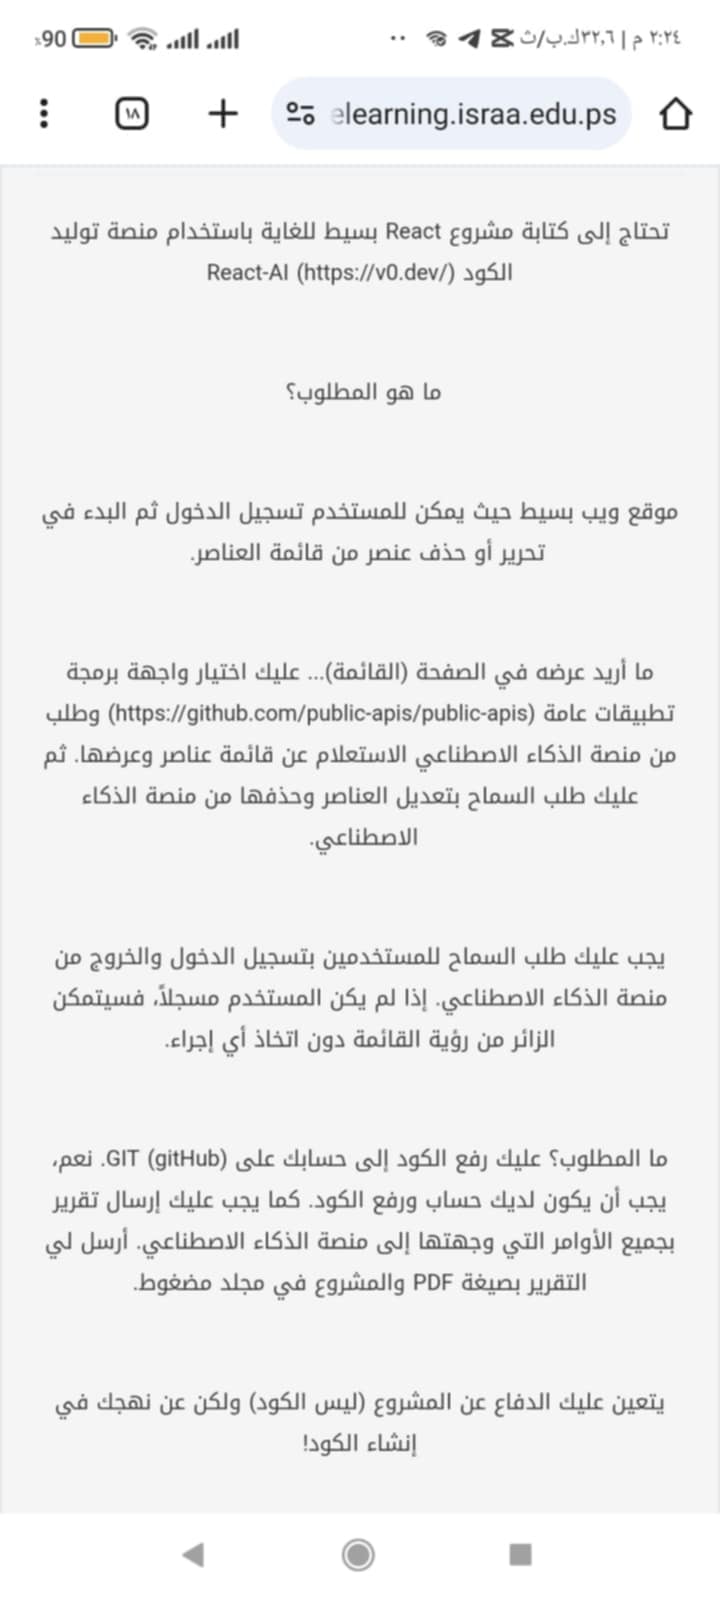 ٢:٢٤ م | ٣٢٫٦ك.ب/ث
90%
١٨
elearning.israa.edu.ps
تحتاج إلى كتابة مشروع React بسيط للغاية باستخدام منصة توليد
الكود React-AI (https://v0.dev/)
ما هو المطلوب؟
موقع ويب بسيط حيث يمكن للمستخدم تسجيل الدخول ثم البدء في
تحرير أو حذف عنصر من قائمة العناصر.
ما أريد عرضه في الصفحة (القائمة)... عليك اختيار واجهة برمجة
تطبيقات عامة (https://github.com/public-apis/public-apis) وطلب
من منصة الذكاء الاصطناعي الاستعلام عن قائمة عناصر وعرضها. ثم
عليك طلب السماح بتعديل العناصر وحذفها من منصة الذكاء
الاصطناعي.
يجب عليك طلب السماح للمستخدمين بتسجيل الدخول والخروج من
منصة الذكاء الاصطناعي. إذا لم يكن المستخدم مسجلاً، فسيتمكن
الزائر من رؤية القائمة دون اتخاذ أي إجراء.
ما المطلوب؟ عليك رفع الكود إلى حسابك على GIT (gitHub). نعم،
يجب أن يكون لديك حساب ورفع الكود. كما يجب عليك إرسال تقرير
بجميع الأوامر التي وجهتها إلى منصة الذكاء الاصطناعي. أرسل لي
التقرير بصيغة PDF والمشروع في مجلد مضغوط.
يتعين عليك الدفاع عن المشروع (ليس الكود) ولكن عن نهجك في
إنشاء الكود!